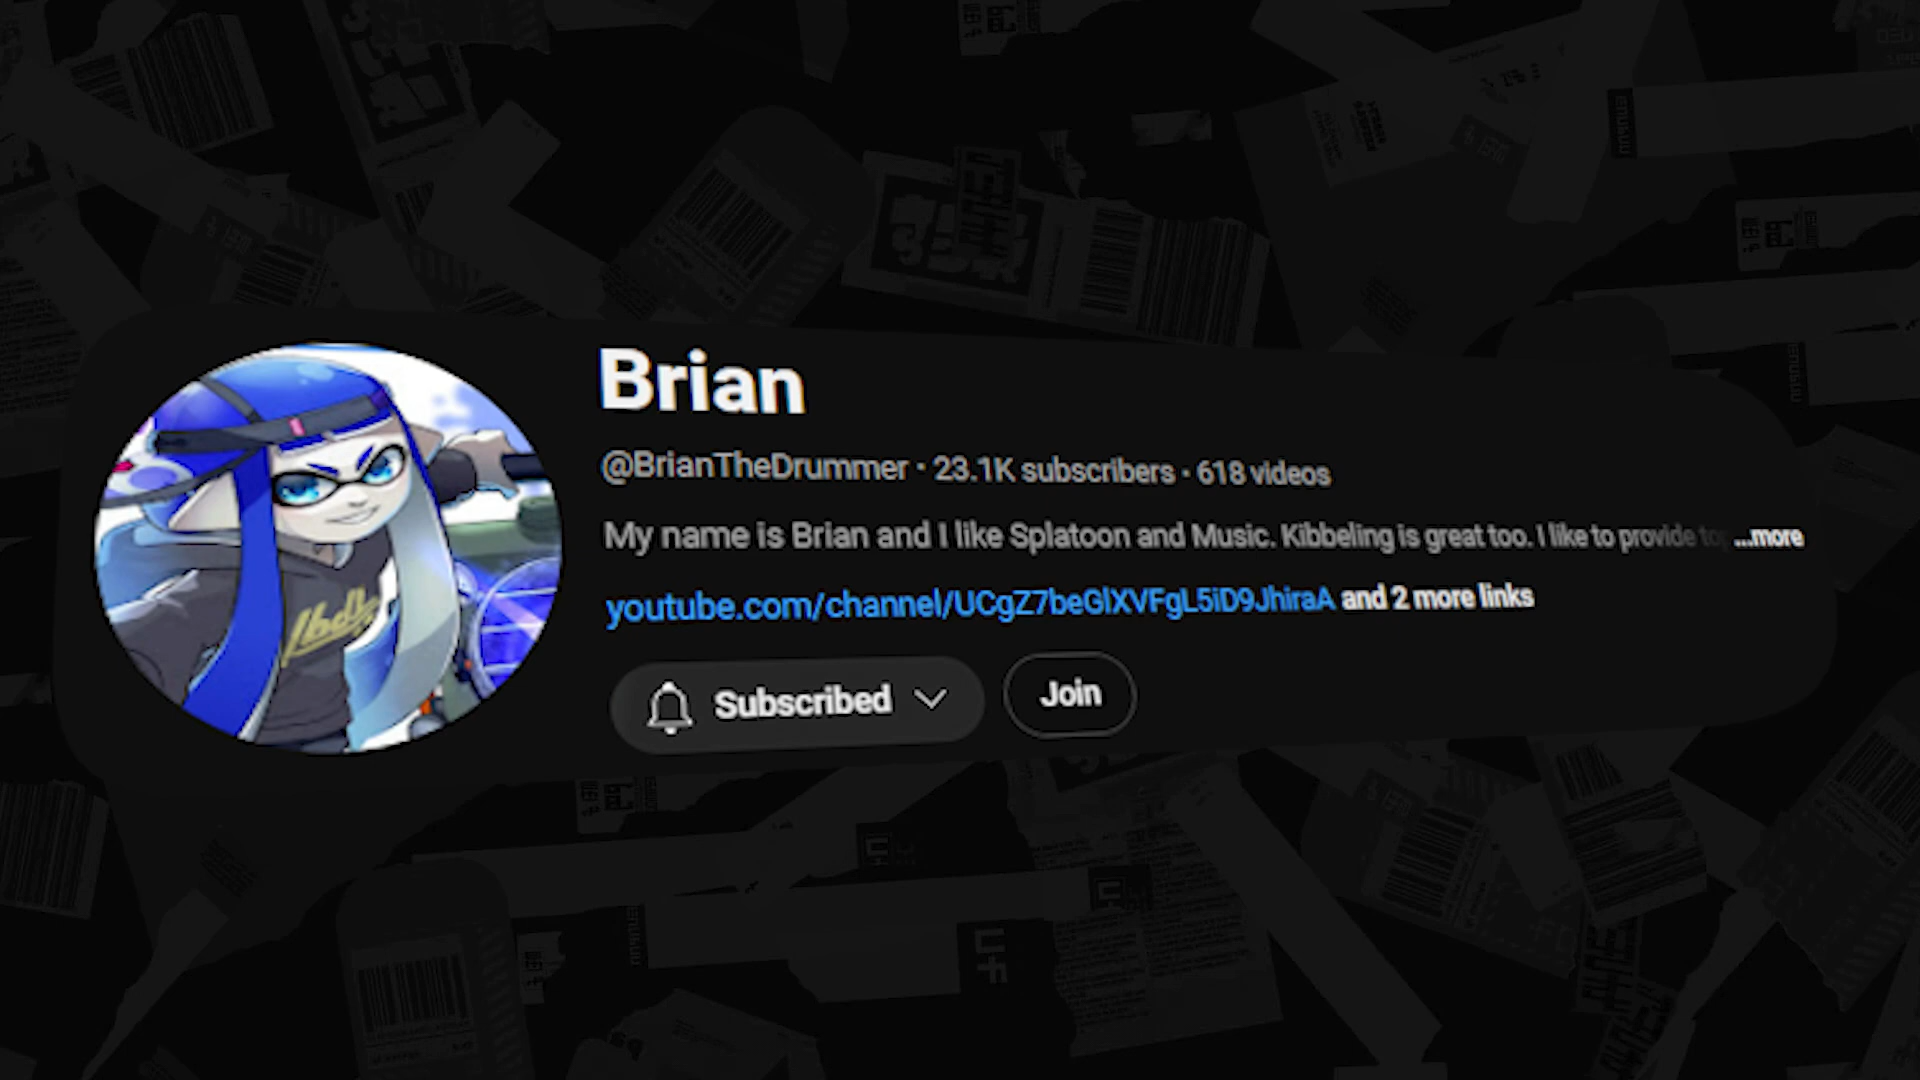 Brian
@BrianTheDrummer · 23.1K subscribers · 618 videos
My name is Brian and I like Splatoon and Music. Kibbeling is great too. I like to provide to ...more
youtube.com/channel/UCgZ7beGlXVFgL5iD9JhiraA and 2 more links
Subscribed
Join